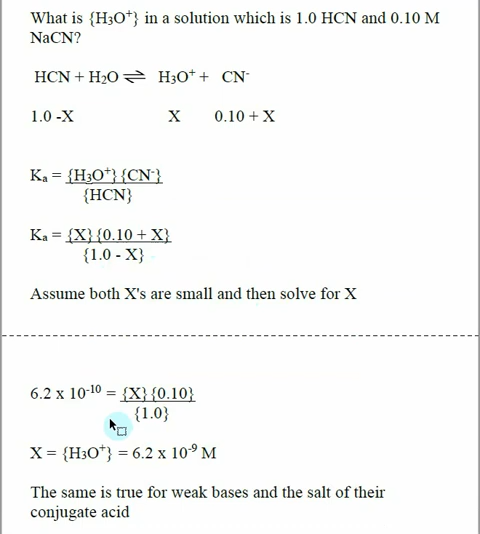 What is {H₃O⁺} in a solution which is 1.0 HCN and 0.10 M
NaCN?
HCN + H₂O ⇌ H₃O⁺ + CN⁻
1.0 -X X 0.10 + X
Kₐ = {H₃O⁺} {CN⁻}
{HCN}
Kₐ = {X} {0.10 + X}
{1.0 - X}
Assume both X's are small and then solve for X
6.2 x 10⁻¹⁰ = {X} {0.10}
{1.0}
X = {H₃O⁺} = 6.2 x 10⁻⁹ M
The same is true for weak bases and the salt of their
conjugate acid